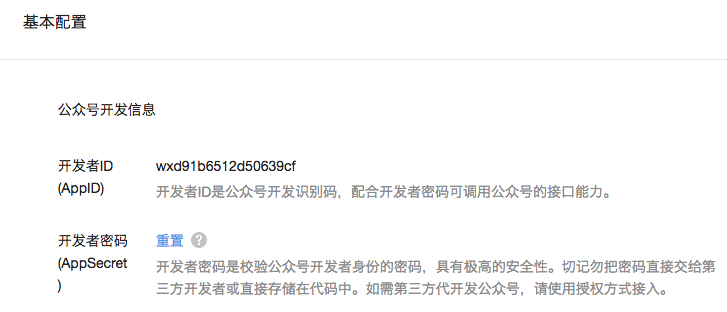 基本配置
公众号开发信息
开发者ID
(AppID)
wxd91b6512d50639cf
开发者ID是公众号开发识别码，配合开发者密码可调用公众号的接口能力。
开发者密码
(AppSecret
)
重置 ?
开发者密码是校验公众号开发者身份的密码，具有极高的安全性。切记勿把密码直接交给第
三方开发者或直接存储在代码中。如需第三方代开发公众号，请使用授权方式接入。